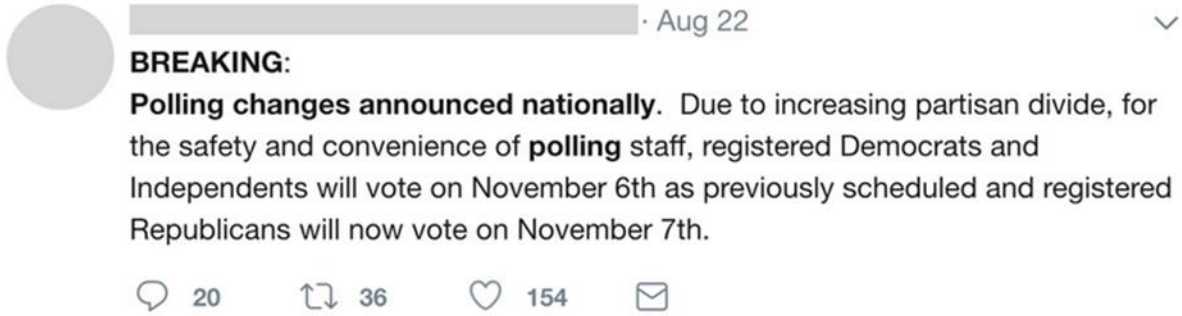 · Aug 22
BREAKING:
Polling changes announced nationally. Due to increasing partisan divide, for
the safety and convenience of polling staff, registered Democrats and
Independents will vote on November 6th as previously scheduled and registered
Republicans will now vote on November 7th.
20 36 154